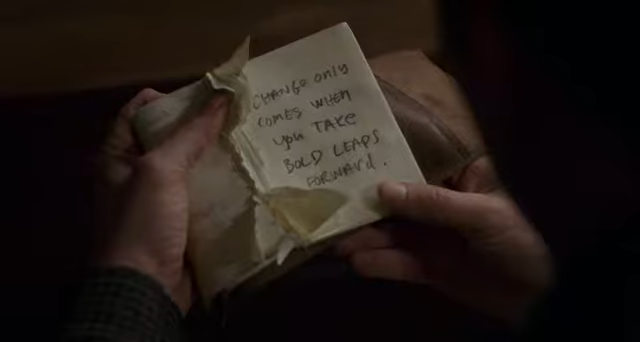 CHANGE only
COMES WHEN
you TAKE
BOLD LEAPS
FORWARd.